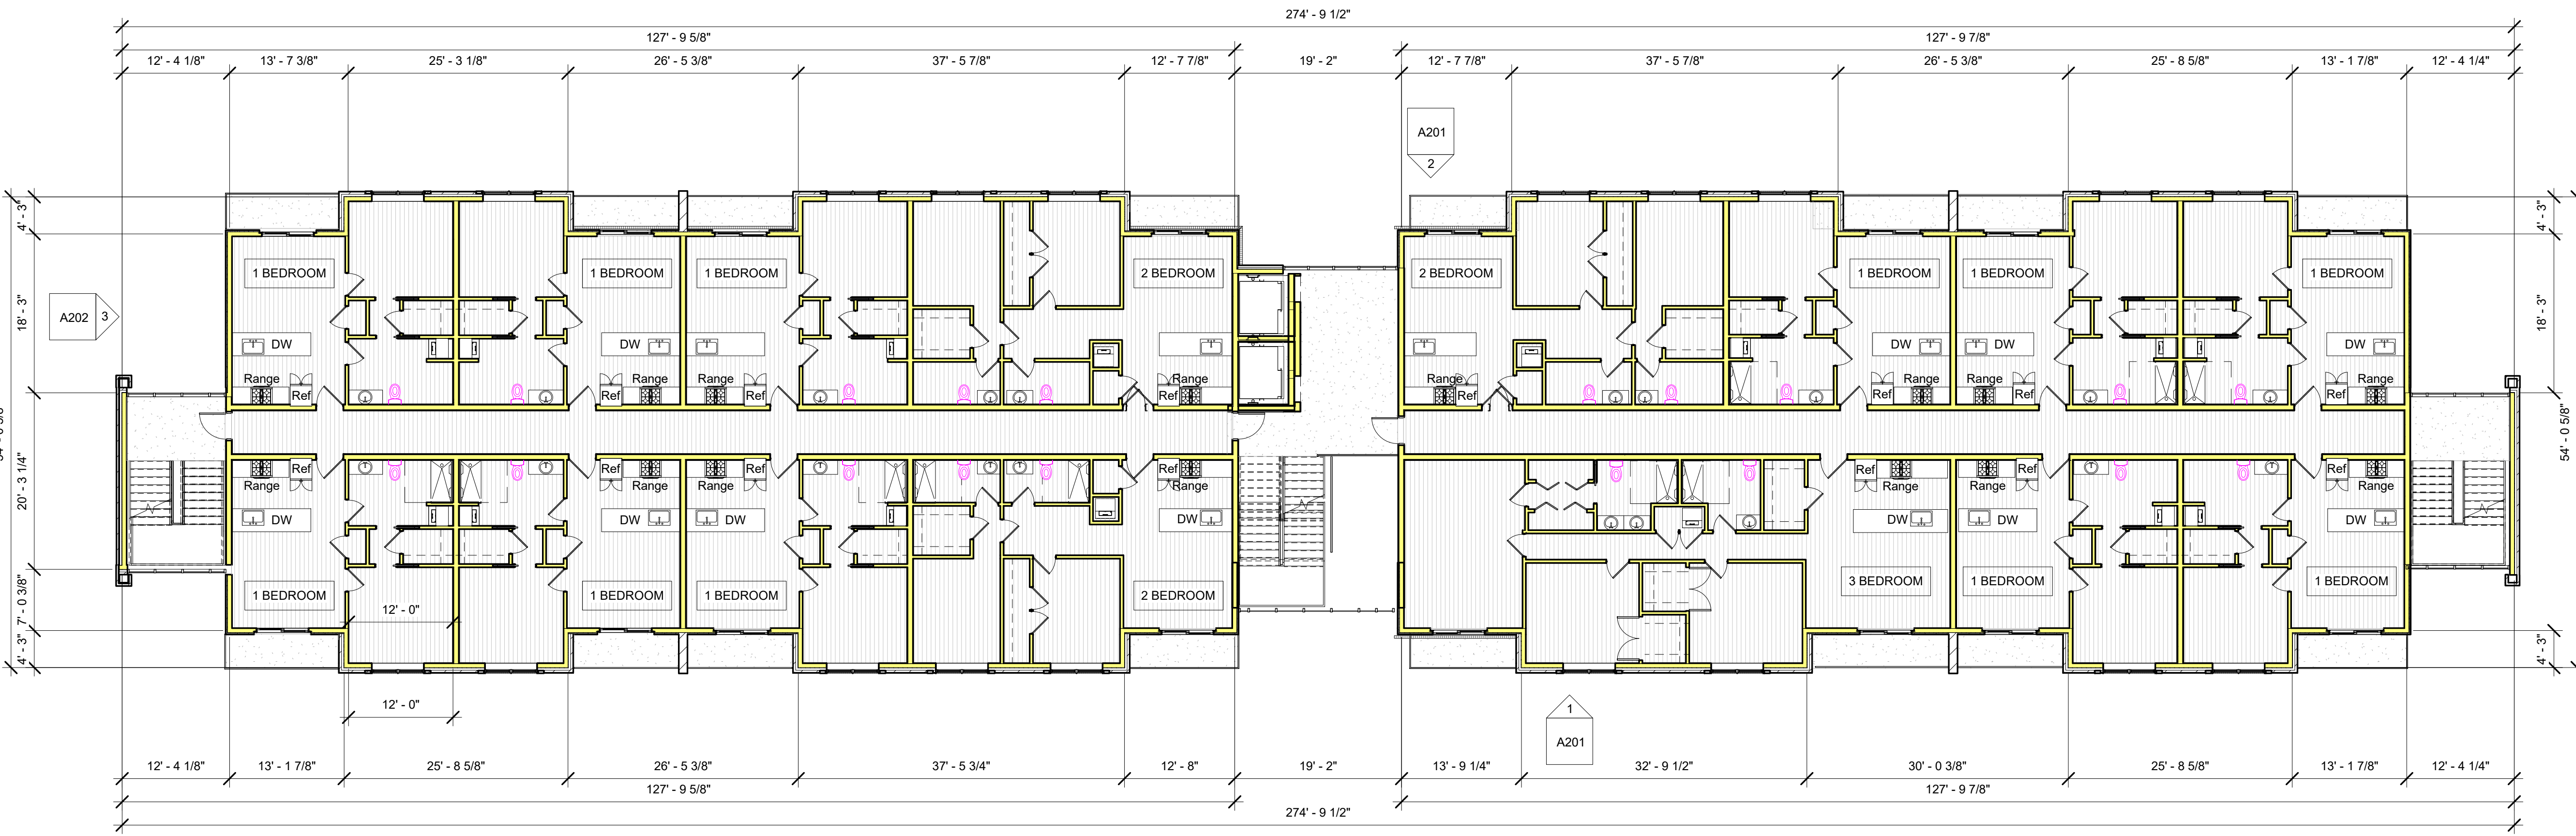 274' - 9 1/2"
127' - 9 5/8"
127' - 9 7/8"
12' - 4 1/8"
13' - 7 3/8"
25' - 3 1/8"
26' - 5 3/8"
37' - 5 7/8"
12' - 7 7/8"
19' - 2"
12' - 7 7/8"
37' - 5 7/8"
26' - 5 3/8"
25' - 8 5/8"
13' - 1 7/8"
12' - 4 1/4"
A201
2
4' - 3"
4' - 3"
1 BEDROOM
1 BEDROOM
1 BEDROOM
2 BEDROOM
2 BEDROOM
1 BEDROOM
1 BEDROOM
1 BEDROOM
18' - 3"
18' - 3"
A202
3
DW
DW
DW
DW
DW
Range
Range
Range
Range
Range
Range
Range
Range
Ref
Ref
Ref
Ref
Ref
Ref
Ref
Ref
54' - 0 5/8"
Ref
Ref
Ref
Ref
Ref
Ref
Ref
Range
Range
Range
Range
Range
Range
Range
20' - 3 1/4"
DW
DW
DW
DW
DW
DW
DW
1 BEDROOM
1 BEDROOM
1 BEDROOM
2 BEDROOM
3 BEDROOM
1 BEDROOM
1 BEDROOM
7' - 0 3/8"
12' - 0"
4' - 3"
4' - 3"
12' - 0"
1
A201
12' - 4 1/8"
13' - 1 7/8"
25' - 8 5/8"
26' - 5 3/8"
37' - 5 3/4"
12' - 8"
19' - 2"
13' - 9 1/4"
32' - 9 1/2"
30' - 0 3/8"
25' - 8 5/8"
13' - 1 7/8"
12' - 4 1/4"
127' - 9 5/8"
127' - 9 7/8"
274' - 9 1/2"